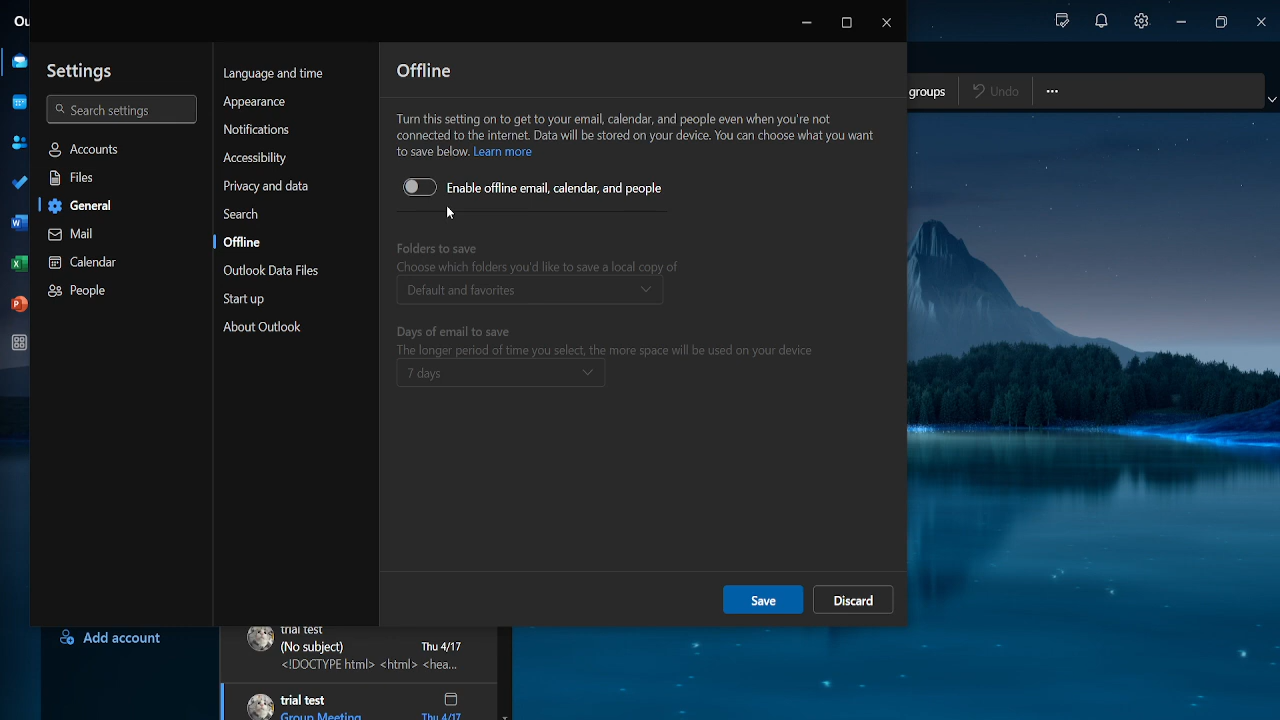 Ou
groups
Undo
Settings
Search settings
Accounts
Files
General
Mail
Calendar
People
Language and time
Appearance
Notifications
Accessibility
Privacy and data
Search
Offline
Outlook Data Files
Start up
About Outlook
Offline
Turn this setting on to get to your email, calendar, and people even when you're not
connected to the internet. Data will be stored on your device. You can choose what you want
to save below. Learn more
Enable offline email, calendar, and people
Folders to save
Choose which folders you'd like to save a local copy of
Default and favorites
Days of email to save
The longer period of time you select, the more space will be used on your device
7 days
Save
Discard
Add account
trial test
(No subject) Thu 4/17
<!DOCTYPE html> <html> <hea...
trial test
Group Meeting Thu 4/17